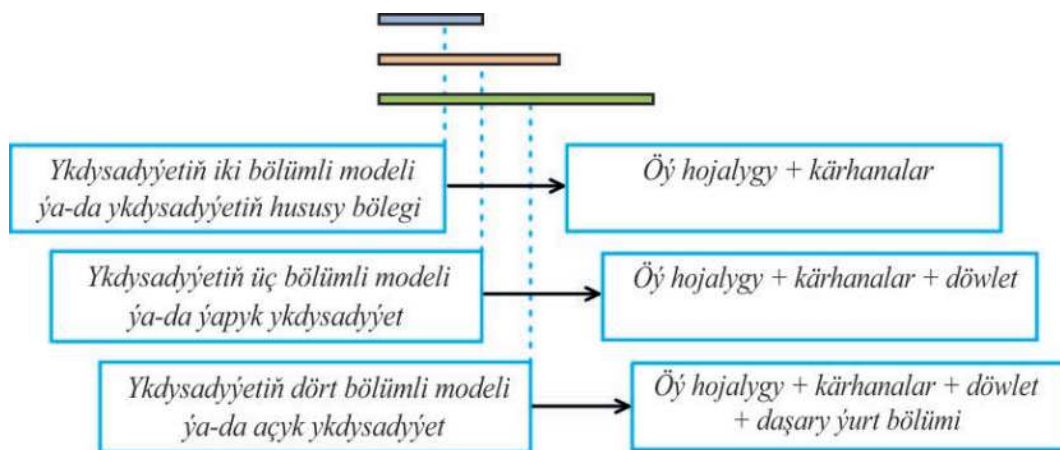 Ykdysadyýetiň iki bölümli modeli
ýa-da ykdysadyýetiň hususy bölegi
Öý hojalygy + kärhanalar
Ykdysadyýetiň üç bölümli modeli
ýa-da ýapyk ykdysadyýet
Öý hojalygy + kärhanalar + döwlet
Ykdysadyýetiň dört bölümli modeli
ýa-da açyk ykdysadyýet
Öý hojalygy + kärhanalar + döwlet
+ daşary ýurt bölümi